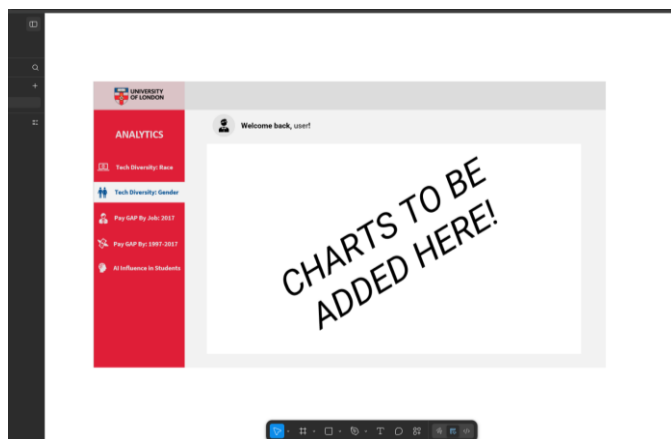 UNIVERSITY
OF LONDON
ANALYTICS
Welcome back, user!
Tech Diversity: Race
Tech Diversity: Gender
Pay GAP By Job: 2017
Pay GAP By: 1997-2017
AI Influence in Students
CHARTS TO BE
ADDED HERE!